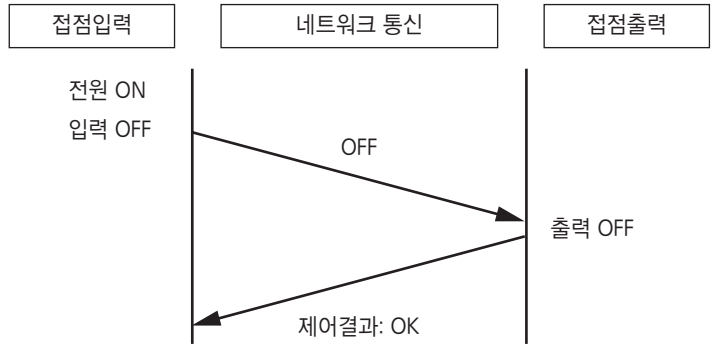 접점입력
네트워크 통신
접점출력
전원 ON
입력 OFF
OFF
출력 OFF
제어결과: OK